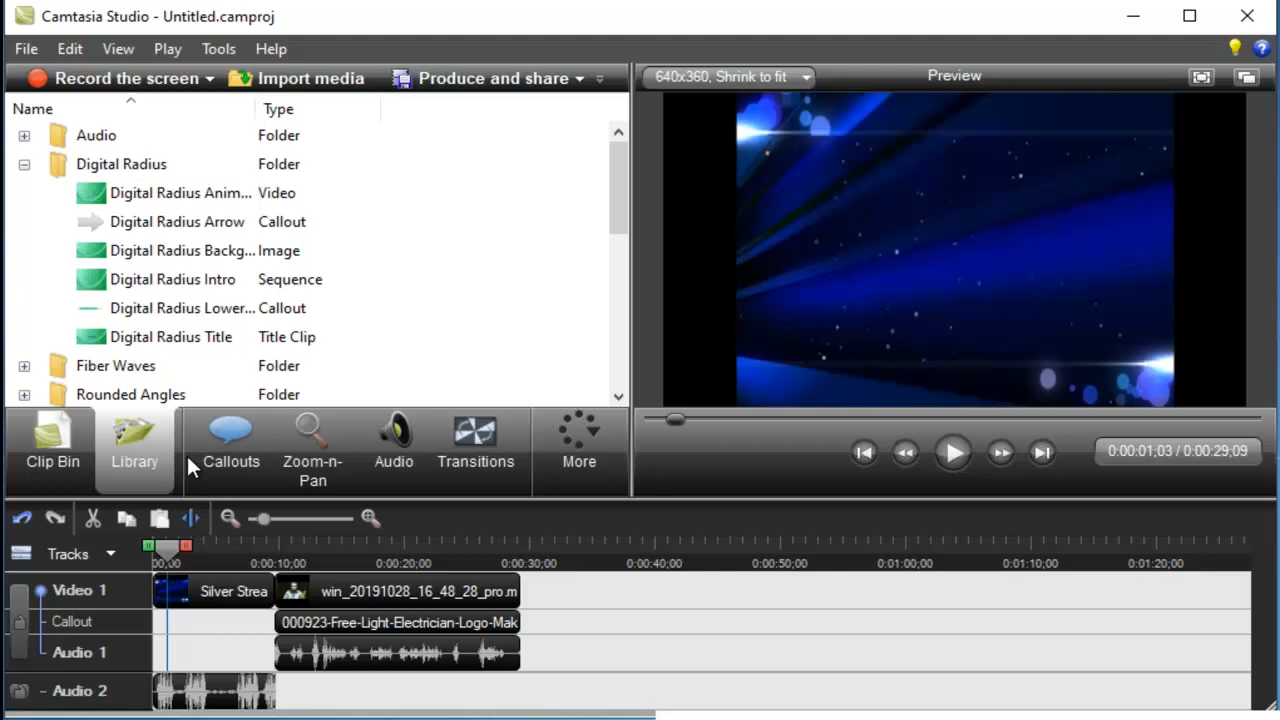 Camtasia Studio - Untitled.camproj
File Edit View Play Tools Help
Record the screen Import media Produce and share
640x360, Shrink to fit Preview
Name Type
Audio Folder
Digital Radius Folder
Digital Radius Anim... Video
Digital Radius Arrow Callout
Digital Radius Backg... Image
Digital Radius Intro Sequence
Digital Radius Lower... Callout
Digital Radius Title Title Clip
Fiber Waves Folder
Rounded Angles Folder
Clip Bin Library Callouts Zoom-n-Pan Audio Transitions More
0:00:01;03 / 0:00:29;09
Tracks
00;00 0:00:10;00 0:00:20;00 0:00:30;00 0:00:40;00 0:00:50;00 0:01:00;00 0:01:10;00 0:01:20;00
Video 1 Silver Strea win_20191028_16_48_28_pro.m
Callout 000923-Free-Light-Electrician-Logo-Mak
Audio 1
Audio 2